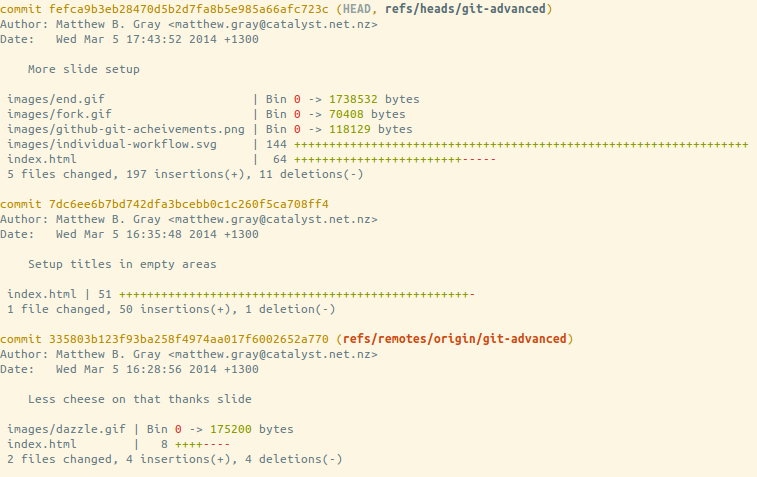 commit fefca9b3eb28470d5b2d7fa8b5e985a66afc723c (HEAD, refs/heads/git-advanced)
Author: Matthew B. Gray <matthew.gray@catalyst.net.nz>
Date:   Wed Mar 5 17:43:52 2014 +1300

    More slide setup

 images/end.gif                     | Bin 0 -> 1738532 bytes
 images/fork.gif                    | Bin 0 -> 70408 bytes
 images/github-git-acheivements.png | Bin 0 -> 118129 bytes
 images/individual-workflow.svg     | 144 +++++++++++++++++++++++++++++++++++++++++++++++++++++++++++++++++
 index.html                         |  64 ++++++++++++++++++++++++-----
 5 files changed, 197 insertions(+), 11 deletions(-)

commit 7dc6ee6b7bd742dfa3bcebb0c1c260f5ca708ff4
Author: Matthew B. Gray <matthew.gray@catalyst.net.nz>
Date:   Wed Mar 5 16:35:48 2014 +1300

    Setup titles in empty areas

 index.html | 51 ++++++++++++++++++++++++++++++++++++++++++++++++++-
 1 file changed, 50 insertions(+), 1 deletion(-)

commit 335803b123f93ba258f4974aa017f6002652a770 (refs/remotes/origin/git-advanced)
Author: Matthew B. Gray <matthew.gray@catalyst.net.nz>
Date:   Wed Mar 5 16:28:56 2014 +1300

    Less cheese on that thanks slide

 images/dazzle.gif | Bin 0 -> 175200 bytes
 index.html        |   8 ++++----
 2 files changed, 4 insertions(+), 4 deletions(-)